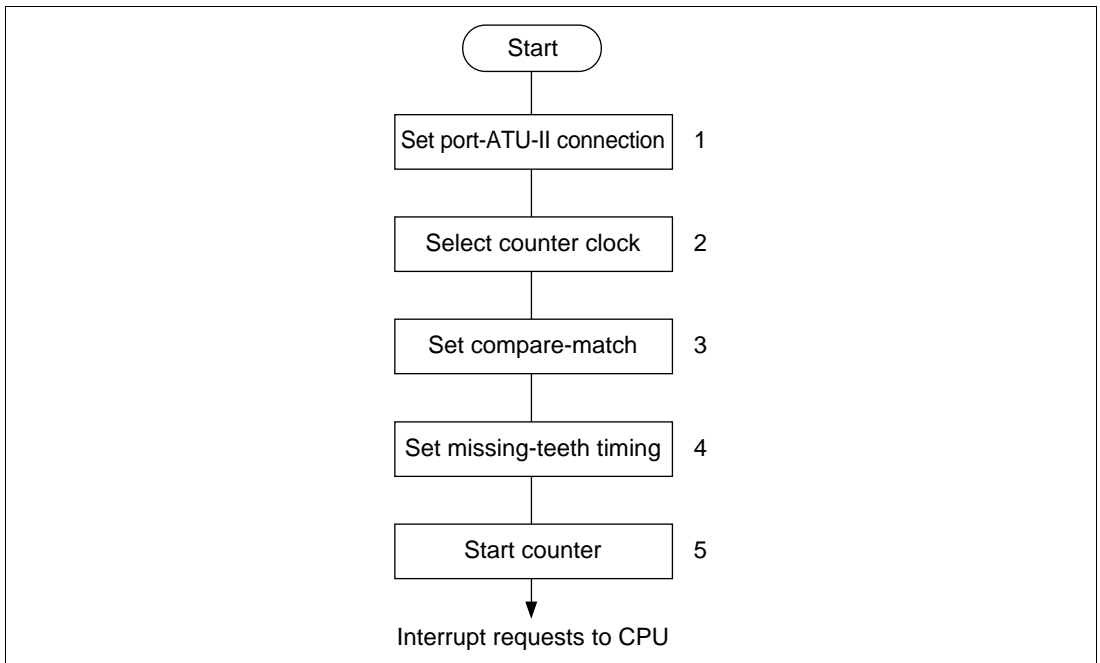 Start
Set port-ATU-II connection 1
Select counter clock 2
Set compare-match 3
Set missing-teeth timing 4
Start counter 5
Interrupt requests to CPU